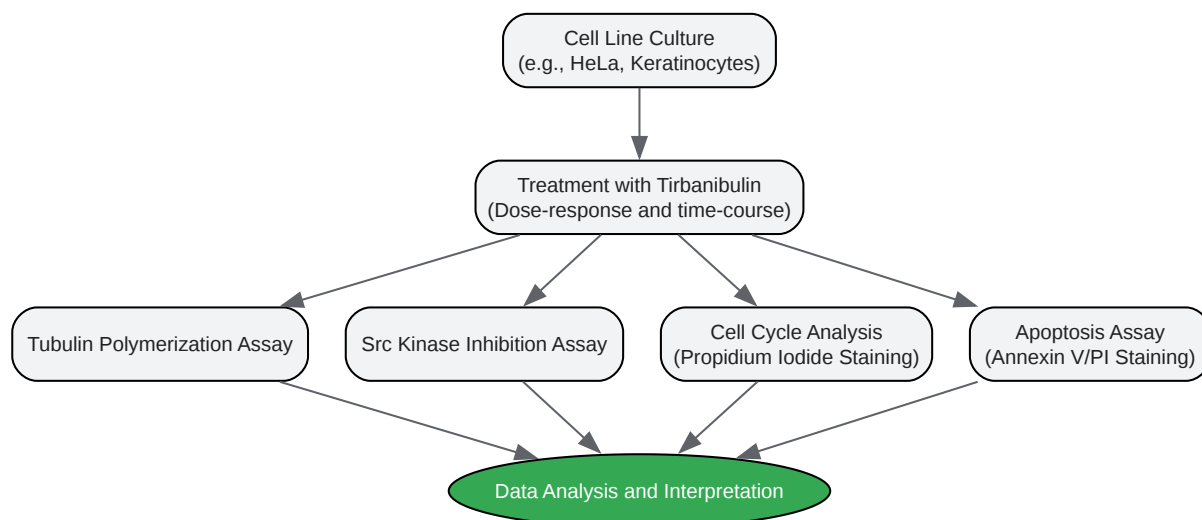 Cell Line Culture
(e.g., HeLa, Keratinocytes)
Treatment with Tirbanibulin
(Dose-response and time-course)
Tubulin Polymerization Assay
Src Kinase Inhibition Assay
Cell Cycle Analysis
(Propidium Iodide Staining)
Apoptosis Assay
(Annexin V/PI Staining)
Data Analysis and Interpretation